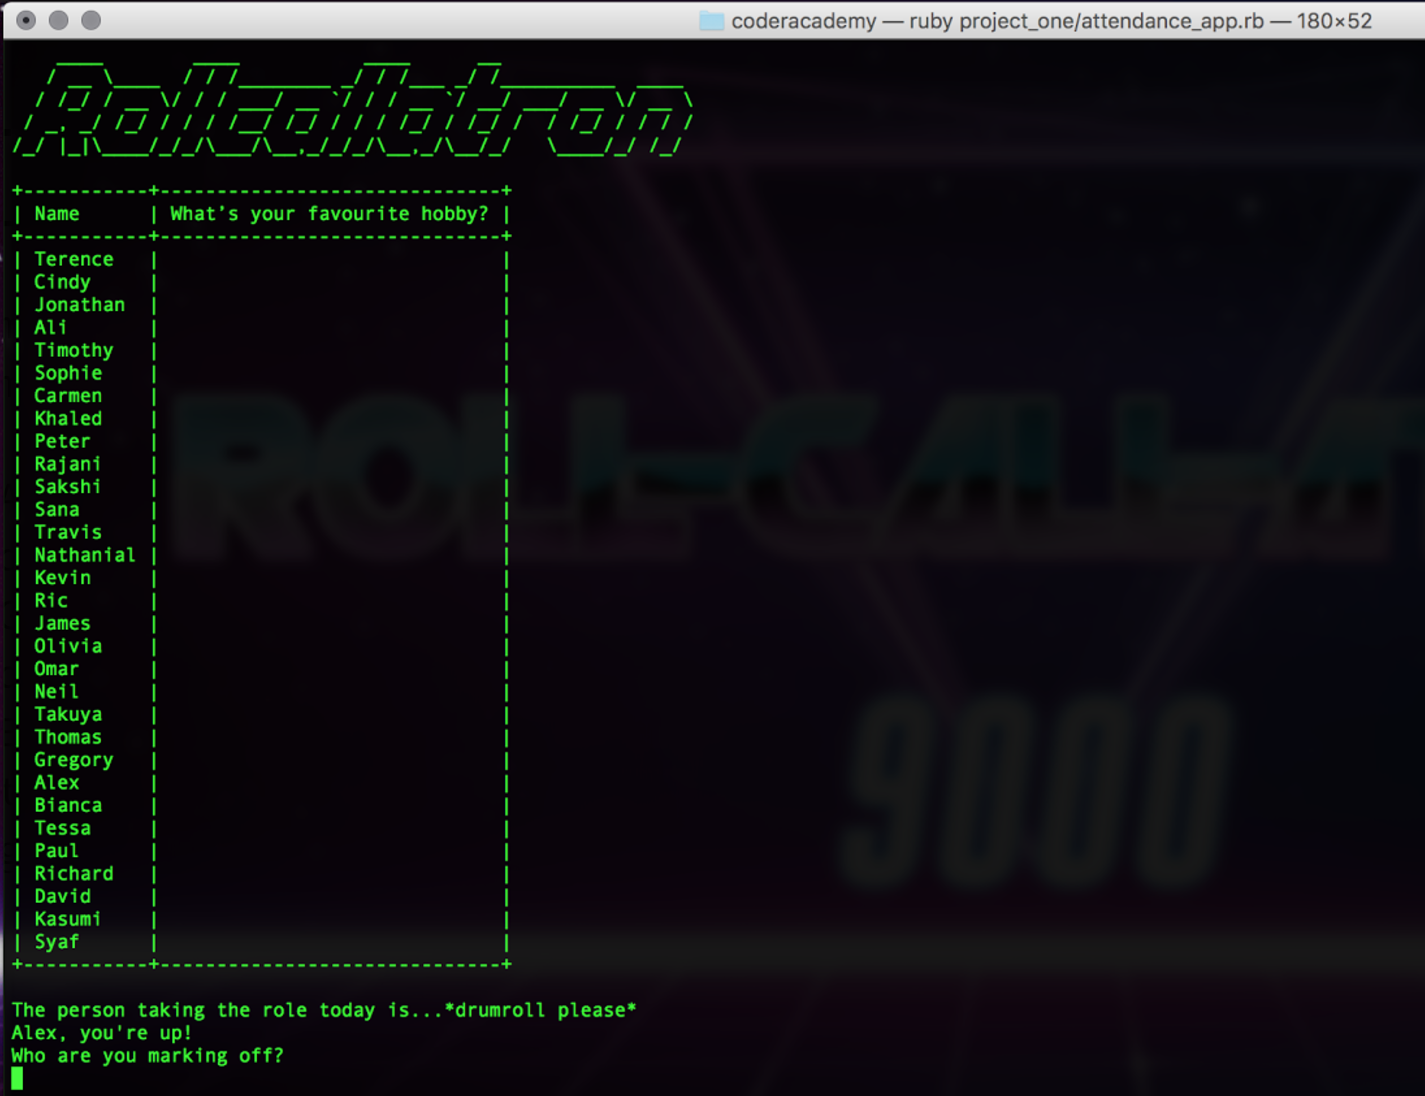 coderacademy — ruby project_one/attendance_app.rb — 180×52
Rollcallatron
Name | What's your favourite hobby?
Terence
Cindy
Jonathan
Ali
Timothy
Sophie
Carmen
Khaled
Peter
Rajani
Sakshi
Sana
Travis
Nathanial
Kevin
Ric
James
Olivia
Omar
Neil
Takuya
Thomas
Gregory
Alex
Bianca
Tessa
Paul
Richard
David
Kasumi
Syaf
ROLL-CALL-AT
9000
The person taking the role today is...*drumroll please*
Alex, you're up!
Who are you marking off?